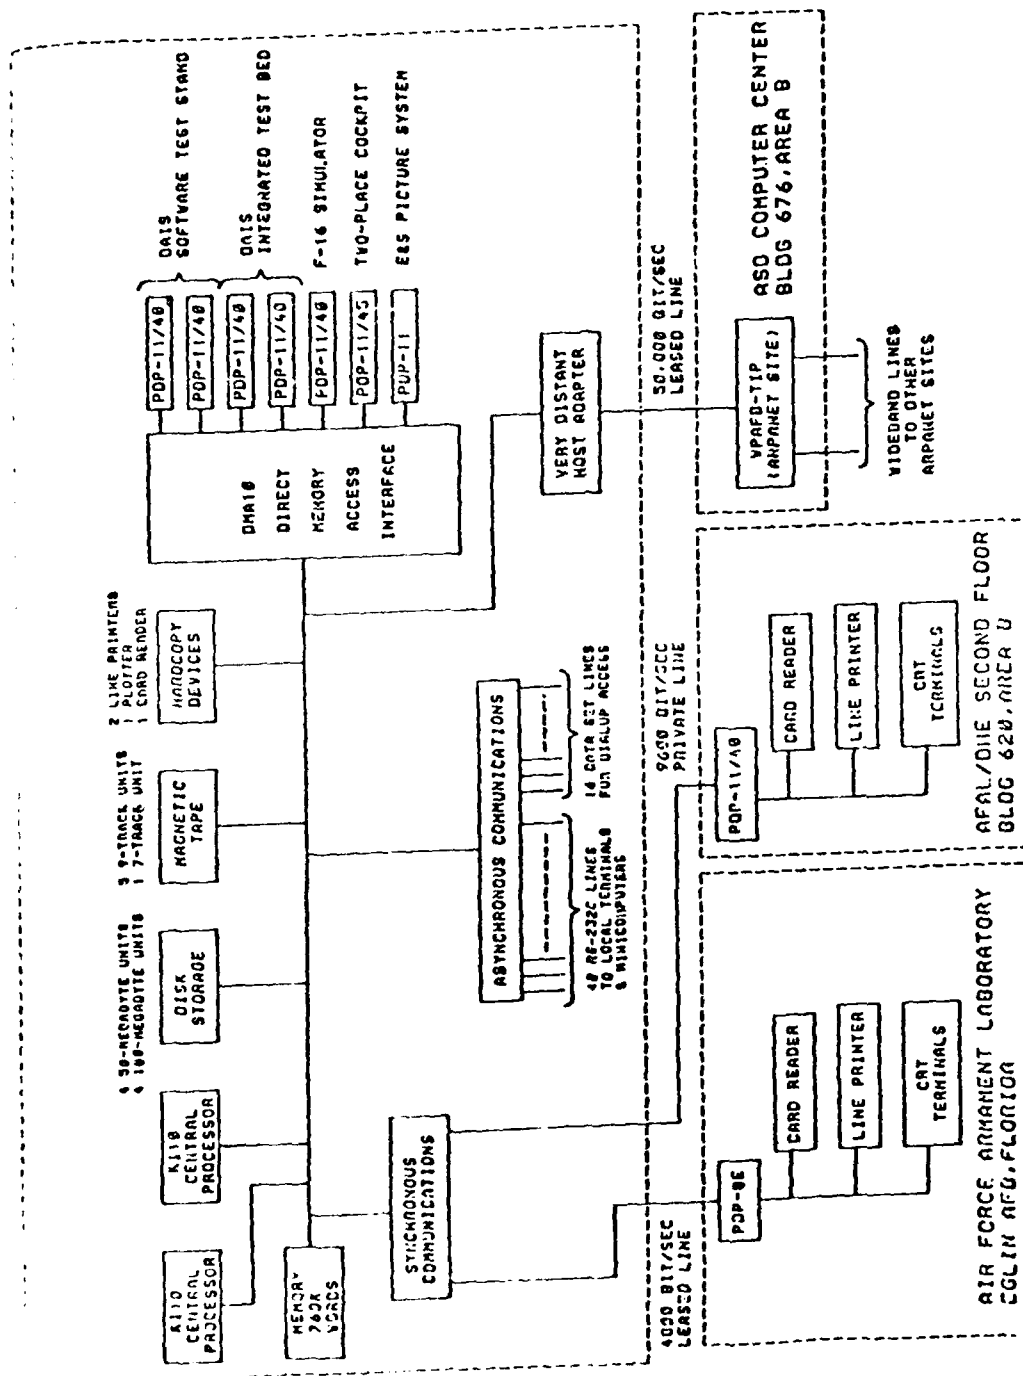 KI10
CENTRAL
PROCESSOR
KI10
CENTRAL
PROCESSOR
4 50-MEGABYTE UNITS
4 100-MEGABYTE UNITS
DISK
STORAGE
3 9-TRACK UNITS
1 7-TRACK UNIT
MAGNETIC
TAPE
2 LINE PRINTERS
1 PLOTTER
1 CARD READER
HARDCOPY
DEVICES
MEMORY
WORDS
DMA10
DIRECT
MEMORY
ACCESS
INTERFACE
PDP-11/40
PDP-11/40
PDP-11/40
PDP-11/40
PDP-11/40
PDP-11/45
PDP-11
DAIS
SOFTWARE TEST STAND
DAIS
INTEGRATED TEST BED
F-16 SIMULATOR
TWO-PLACE COCKPIT
E&S PICTURE SYSTEM
SYNCHRONOUS
COMMUNICATIONS
ASYNCHRONOUS COMMUNICATIONS
RS-232C LINES
TO LOCAL TERMINALS
& MINICOMPUTERS
DATA SET LINES
FOR DIALUP ACCESS
VERY DISTANT
HOST ADAPTER
BIT/SEC
LEASED LINE
9600 BIT/SEC
PRIVATE LINE
50,000 BIT/SEC
LEASED LINE
PDP-8E
CARD READER
LINE PRINTER
CRT
TERMINALS
AIR FORCE ARMAMENT LABORATORY
EGLIN AFB, FLORIDA
PDP-11/40
CARD READER
LINE PRINTER
CRT
TERMINALS
AFAL/DHE SECOND FLOOR
BLDG 620, AREA B
WPAFB-TIP
(ARPANET SITE)
WIDEBAND LINES
TO OTHER
ARPANET SITES
ASD COMPUTER CENTER
BLDG 676, AREA B